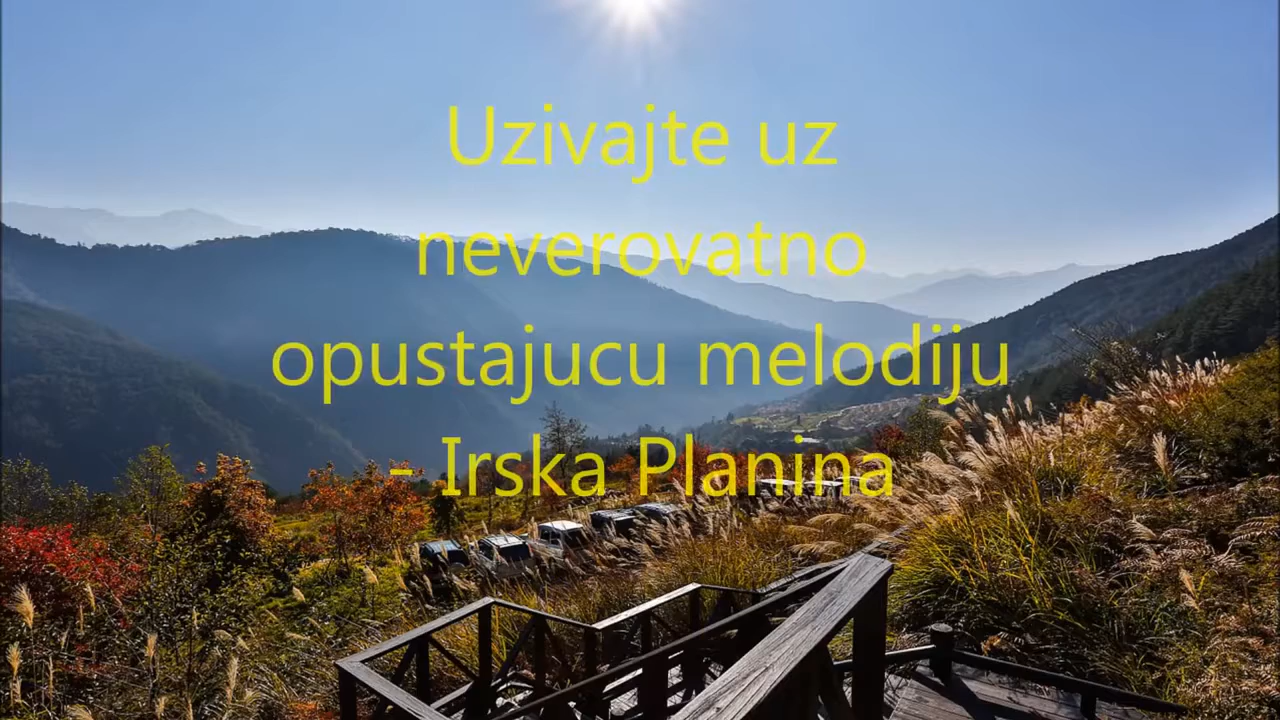 Uzivajte uz
neverovatno
opustajucu melodiju
- Irska Planina